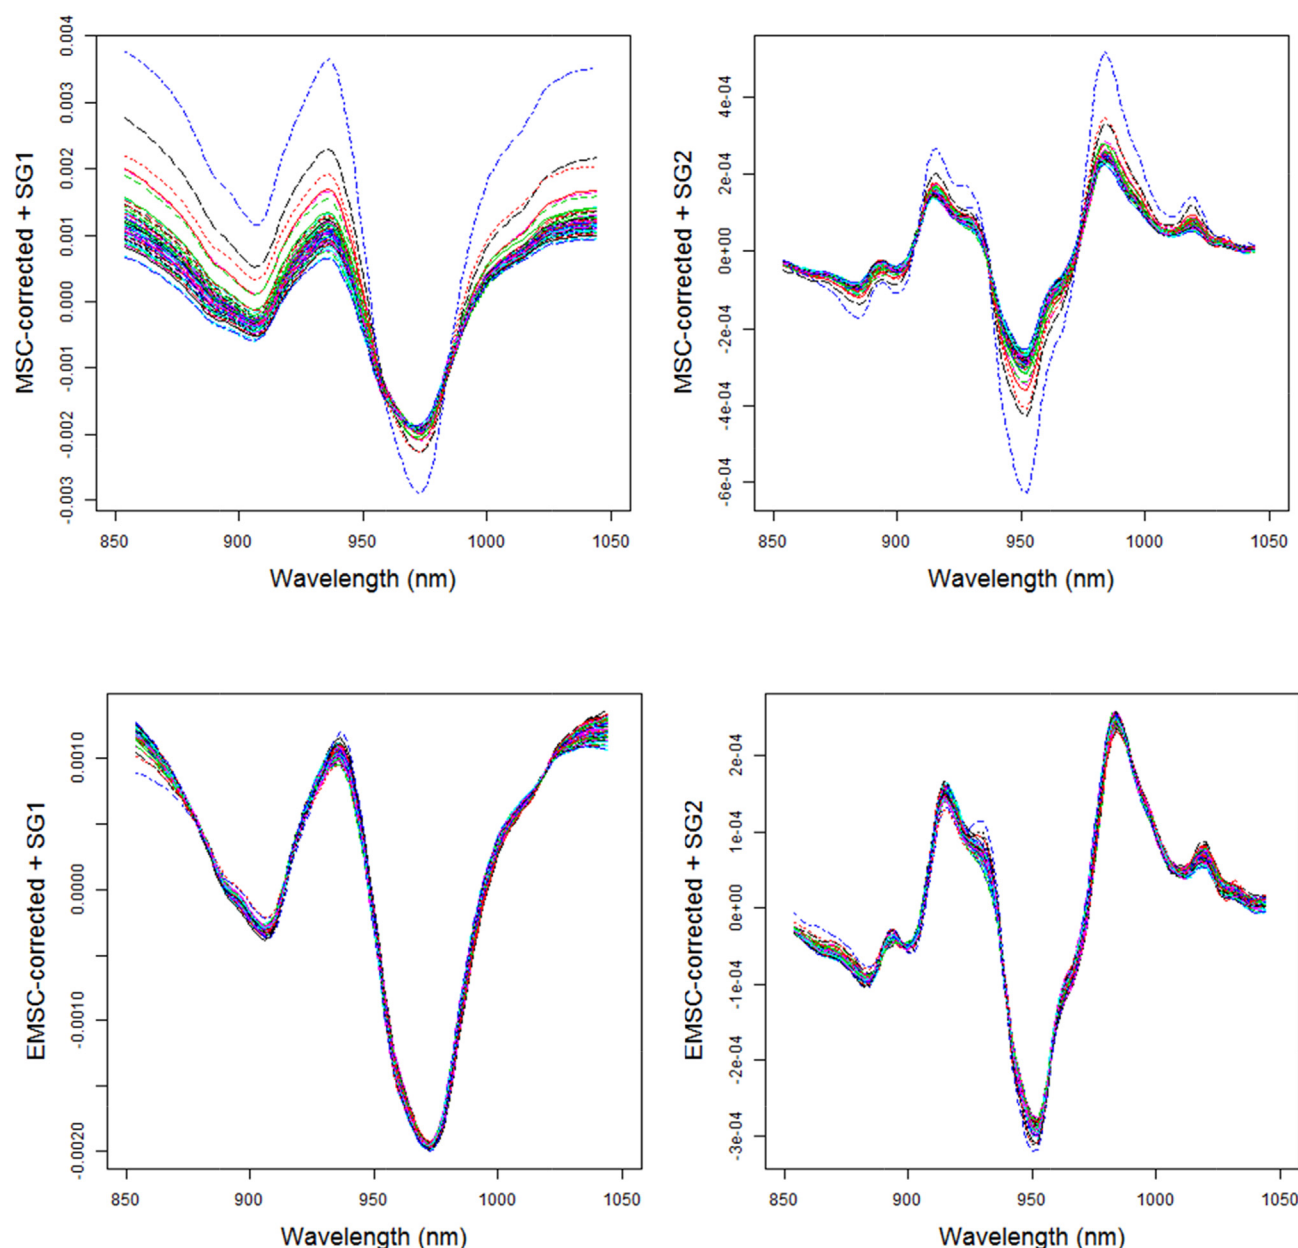 MSC-corrected + SG1
0.004
0.003
0.002
0.001
0.000
-0.001
-0.002
-0.003
850 900 950 1000 1050
Wavelength (nm)
MSC-corrected + SG2
4e-04
2e-04
0e+00
-2e-04
-4e-04
-6e-04
850 900 950 1000 1050
Wavelength (nm)
EMSC-corrected + SG1
0.0010
0.0000
-0.0010
-0.0020
850 900 950 1000 1050
Wavelength (nm)
EMSC-corrected + SG2
2e-04
1e-04
0e+00
-1e-04
-2e-04
-3e-04
850 900 950 1000 1050
Wavelength (nm)